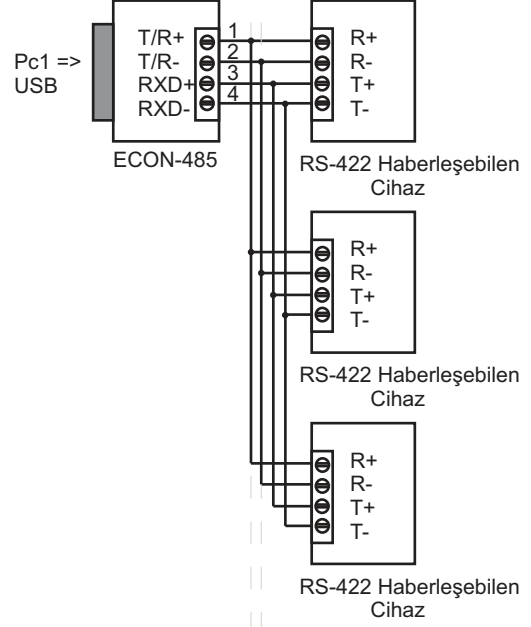 Pc1 =>
USB
T/R+
T/R-
RXD+
RXD-
1
2
3
4
ECON-485
R+
R-
T+
T-
RS-422 Haberleşebilen
Cihaz
R+
R-
T+
T-
RS-422 Haberleşebilen
Cihaz
R+
R-
T+
T-
RS-422 Haberleşebilen
Cihaz